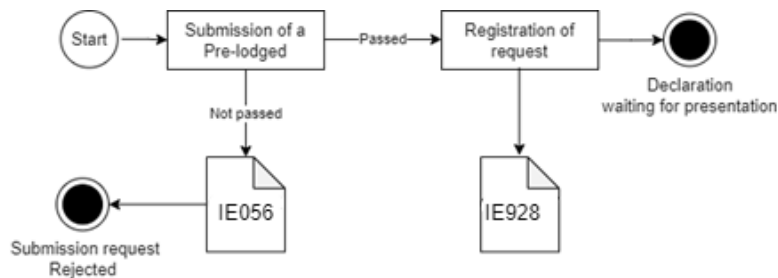 Start
Submission of a
Pre-lodged
Passed
Registration of
request
Declaration
waiting for presentation
Not passed
IE056
IE928
Submission request
Rejected